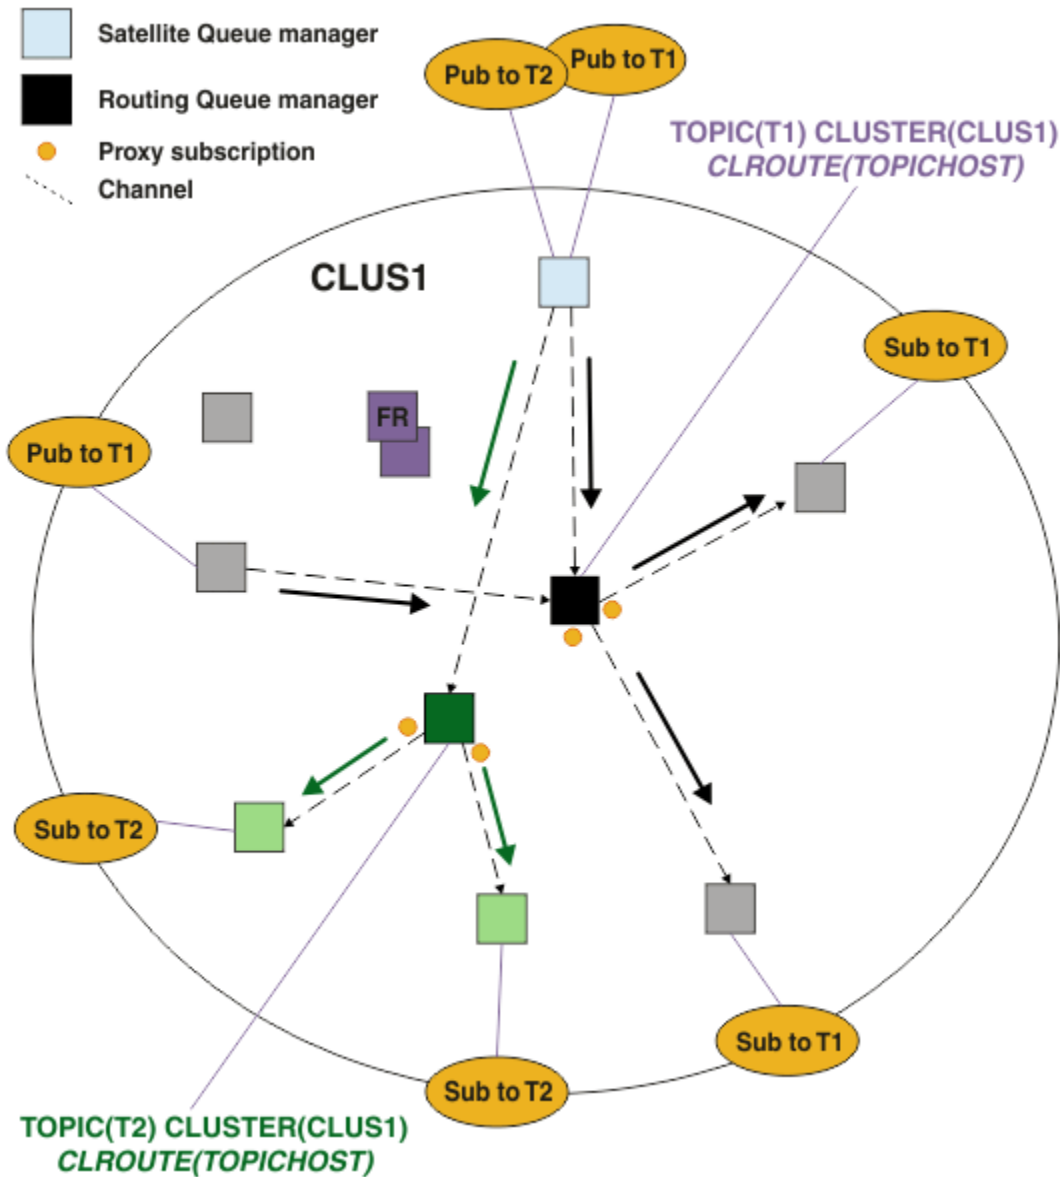 Satellite Queue manager
Routing Queue manager
Proxy subscription
Channel
Pub to T2
Pub to T1
TOPIC(T1) CLUSTER(CLUS1)
CLROUTE(TOPICHOST)
CLUS1
Sub to T1
FR
Pub to T1
Sub to T2
Sub to T1
Sub to T2
TOPIC(T2) CLUSTER(CLUS1)
CLROUTE(TOPICHOST)